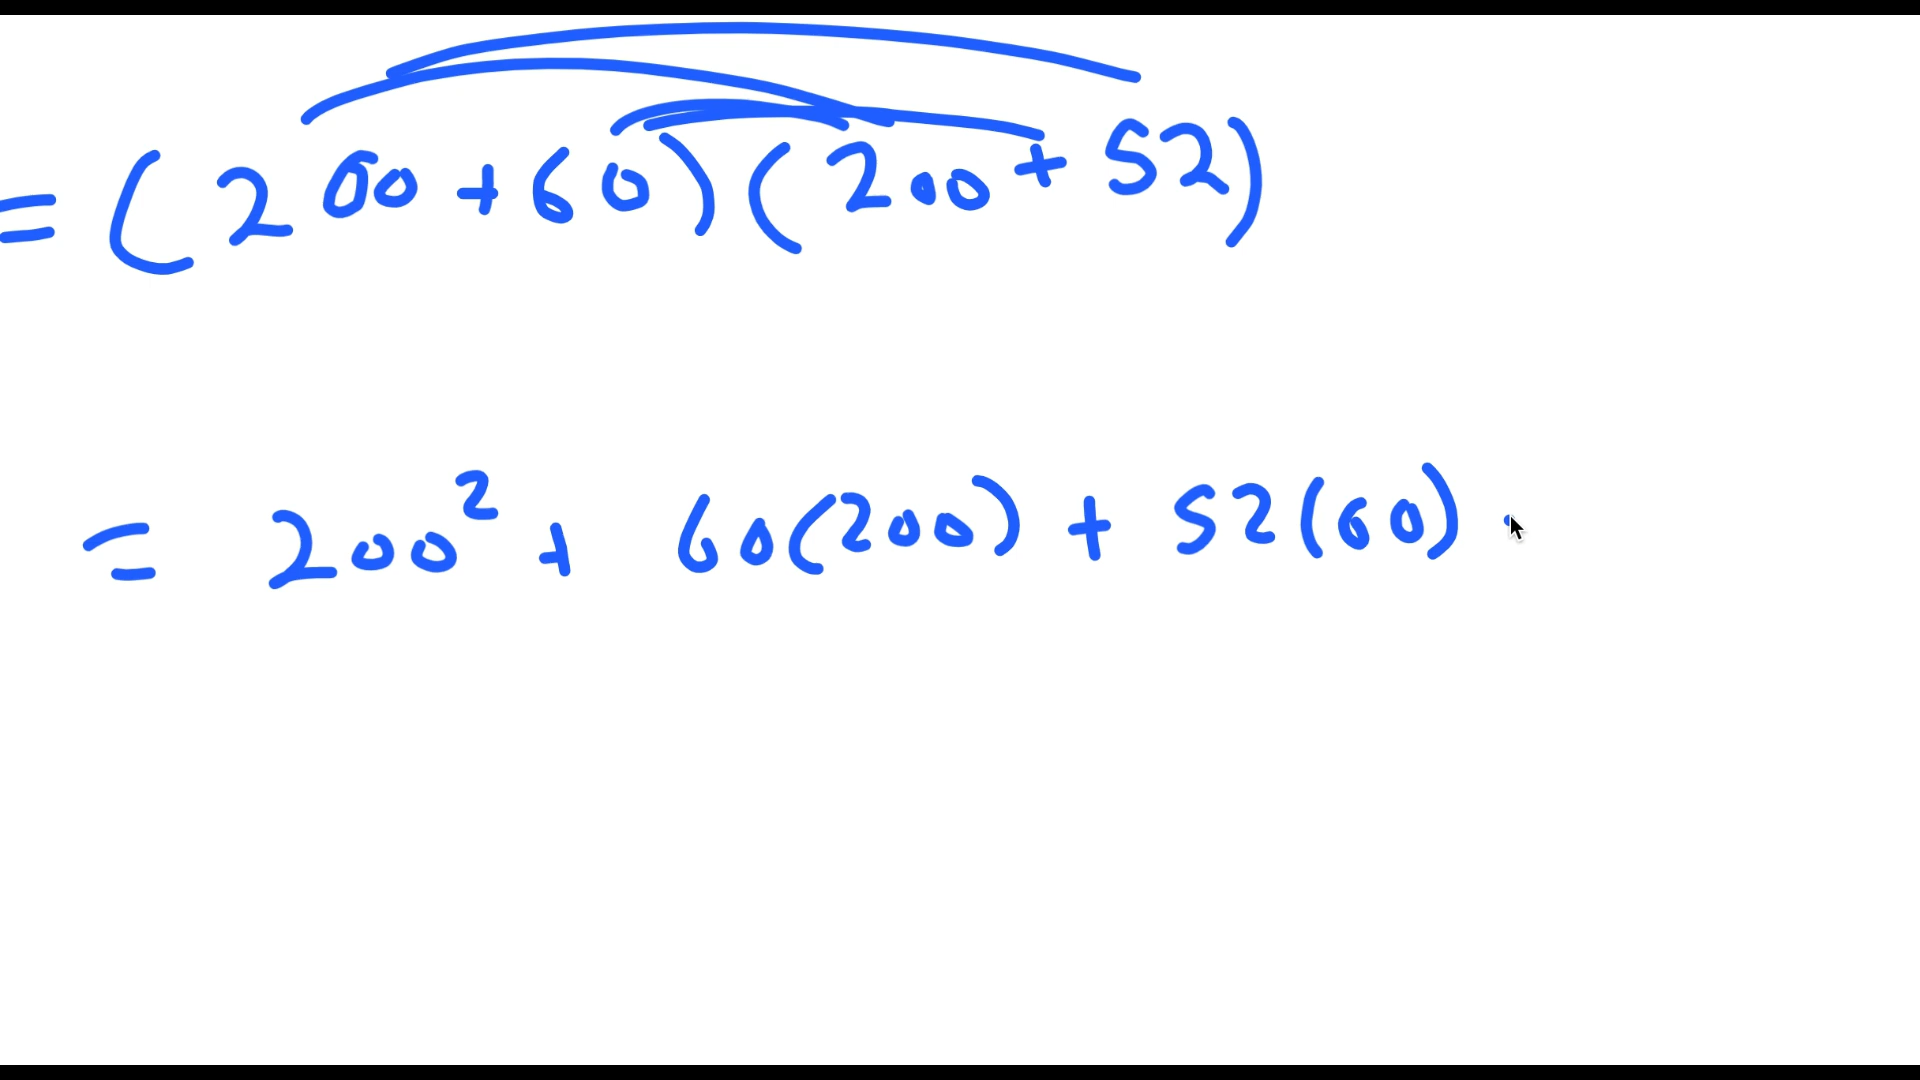 = (200+60)(200+52)
= 200² + 60(200) + 52(60)